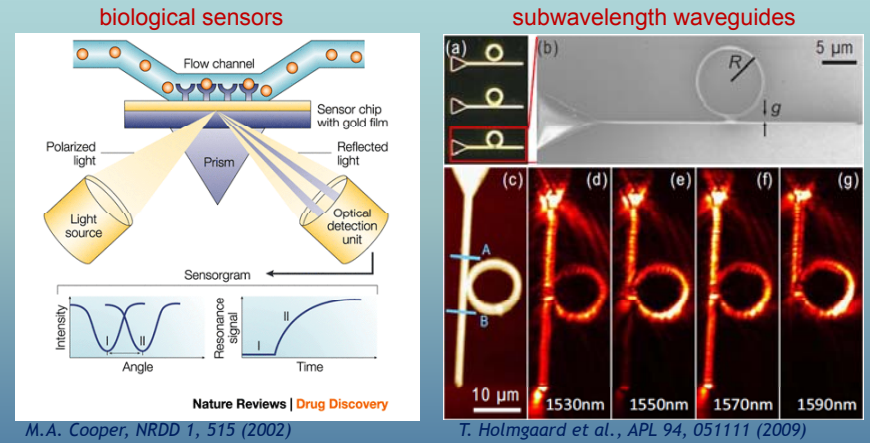 biological sensors
Flow channel
Sensor chip
with gold film
Polarized
light
Reflected
light
Prism
Light
source
Optical
detection
unit
Sensorgram
Intensity
I
II
Angle
Resonance
signal
I
II
Time
Nature Reviews | Drug Discovery
M.A. Cooper, NRDD 1, 515 (2002)
subwavelength waveguides
(a)
(b)
5 µm
R
g
(c)
(d)
(e)
(f)
(g)
A
B
10 µm
1530nm
1550nm
1570nm
1590nm
T. Holmgaard et al., APL 94, 051111 (2009)